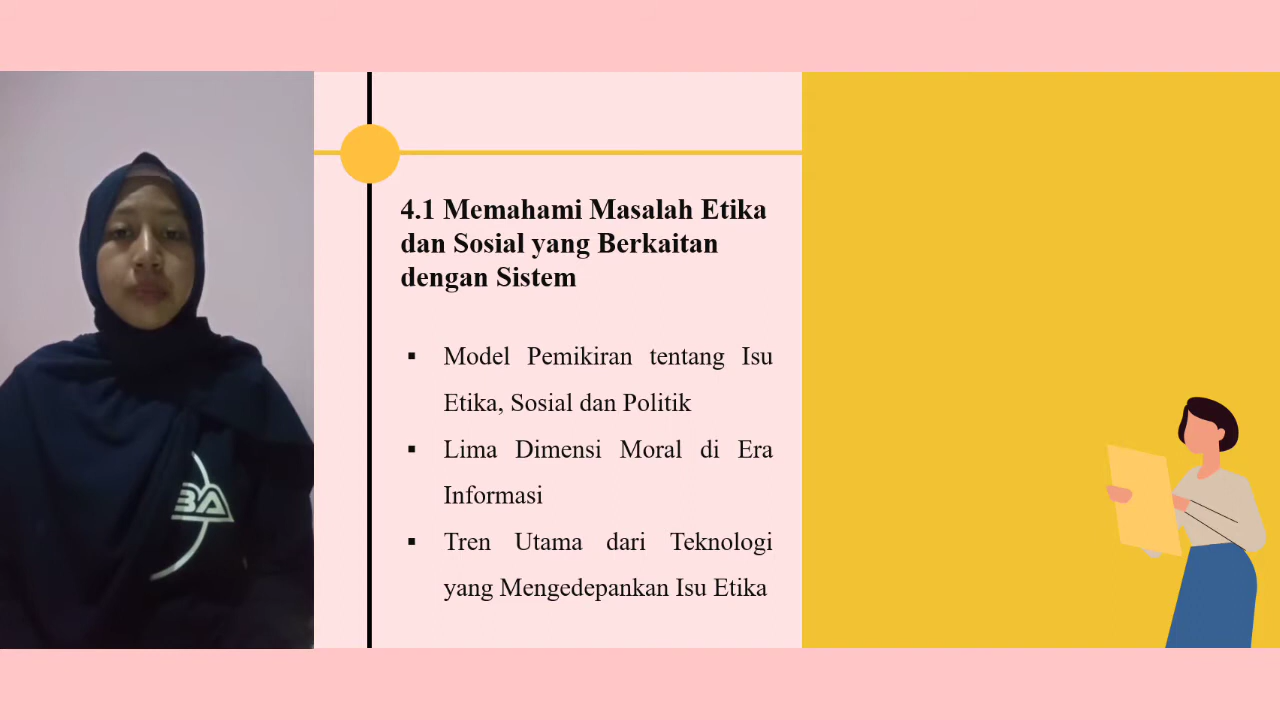 4.1 Memahami Masalah Etika
dan Sosial yang Berkaitan
dengan Sistem
▪ Model Pemikiran tentang Isu
Etika, Sosial dan Politik
▪ Lima Dimensi Moral di Era
Informasi
▪ Tren Utama dari Teknologi
yang Mengedepankan Isu Etika